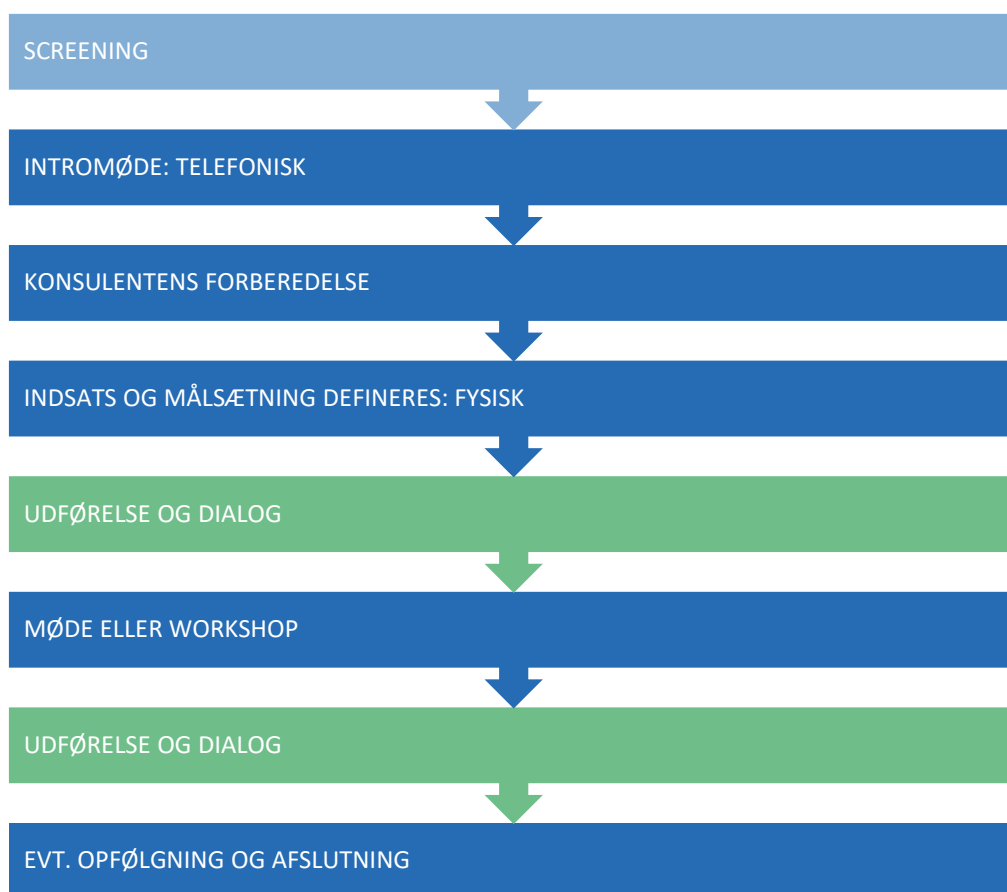 SCREENING
INTROMØDE: TELEFONISK
KONSULENTENS FORBEREDELSE
INDSATS OG MÅLSÆTNING DEFINERES: FYSISK
UDFØRELSE OG DIALOG
MØDE ELLER WORKSHOP
UDFØRELSE OG DIALOG
EVT. OPFØLGNING OG AFSLUTNING